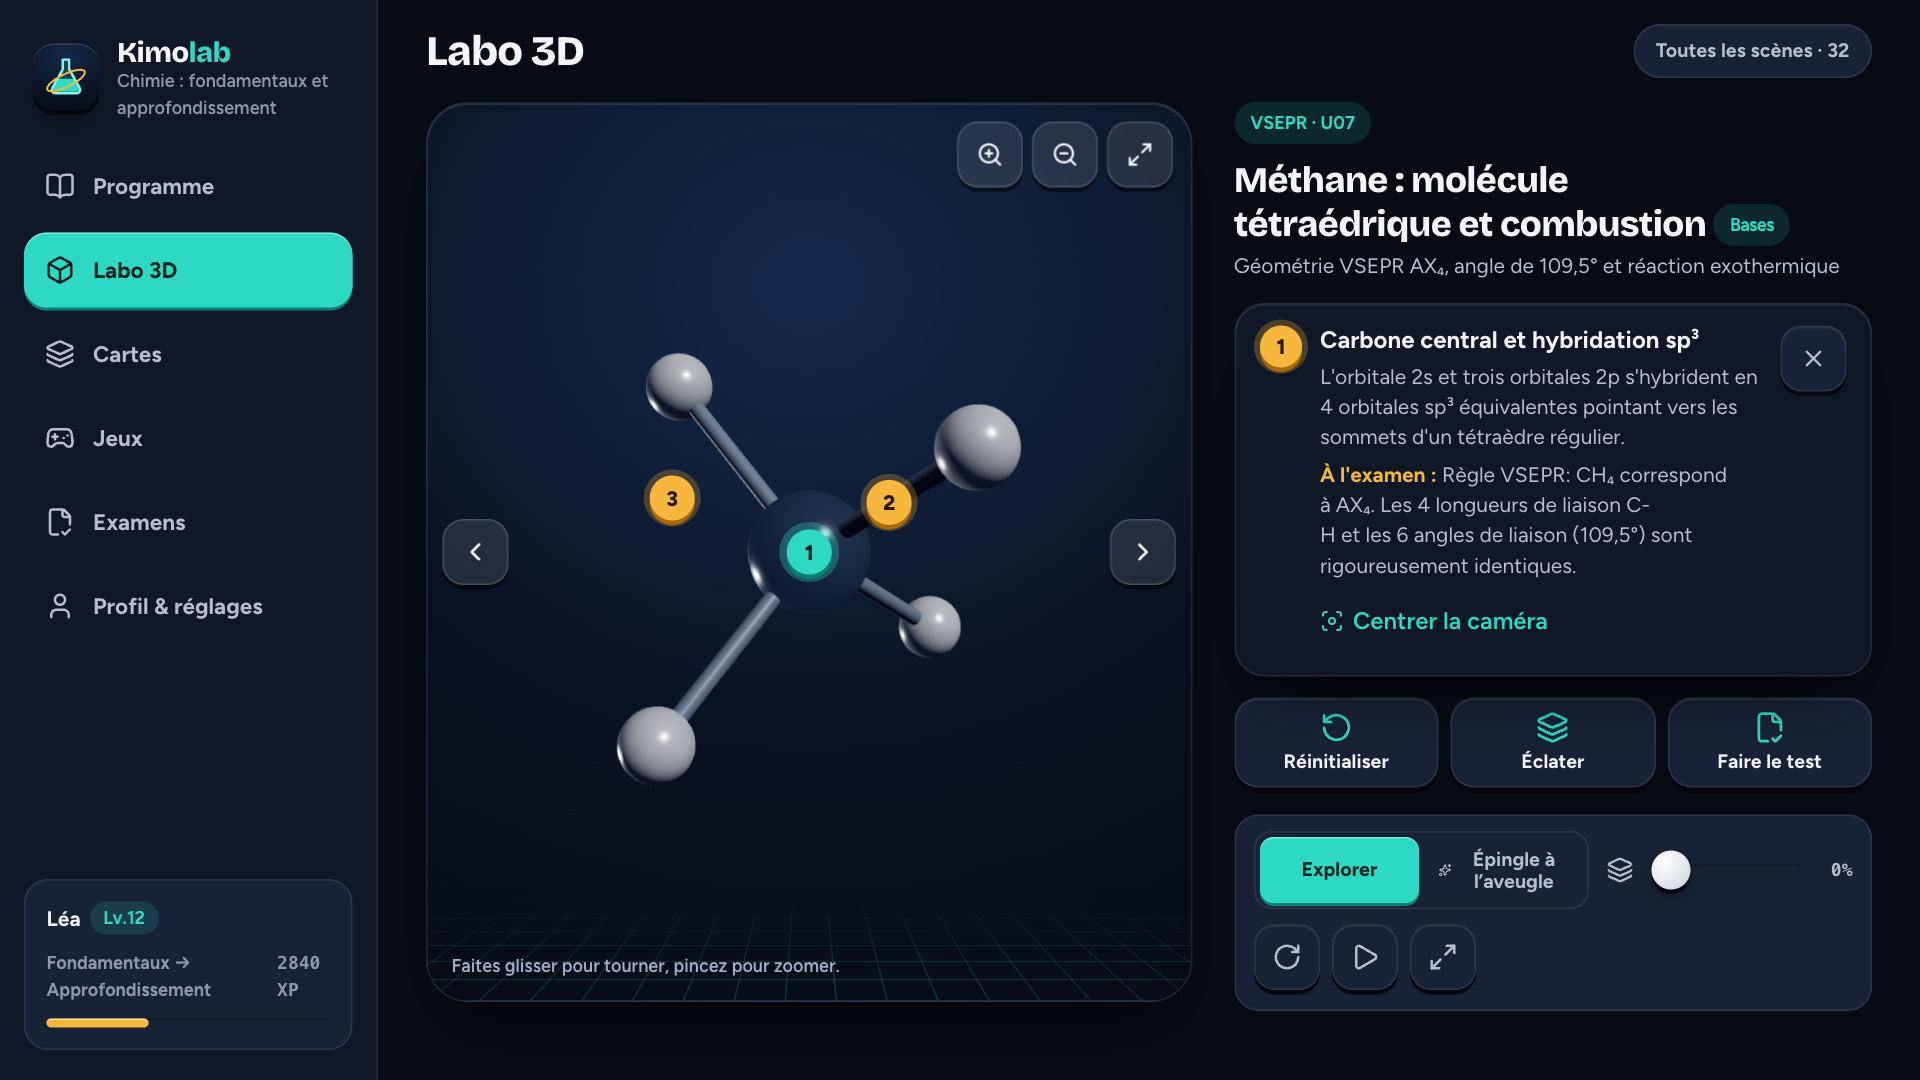 Kimolab
Chimie : fondamentaux et
approfondissement
Programme
Labo 3D
Cartes
Jeux
Examens
Profil & réglages
Léa
Lv.12
Fondamentaux →
Approfondissement
2840
XP
Labo 3D
Toutes les scènes · 32
3
2
1
Faites glisser pour tourner, pincez pour zoomer.
VSEPR · U07
Méthane : molécule
tétraédrique et combustion Bases
Géométrie VSEPR AX₄, angle de 109,5° et réaction exothermique
1
Carbone central et hybridation sp³
L'orbitale 2s et trois orbitales 2p s'hybrident en
4 orbitales sp³ équivalentes pointant vers les
sommets d'un tétraèdre régulier.
À l'examen : Règle VSEPR: CH₄ correspond
à AX₄. Les 4 longueurs de liaison C-
H et les 6 angles de liaison (109,5°) sont
rigoureusement identiques.
Centrer la caméra
Réinitialiser
Éclater
Faire le test
Explorer
Épingle à
l’aveugle
0%